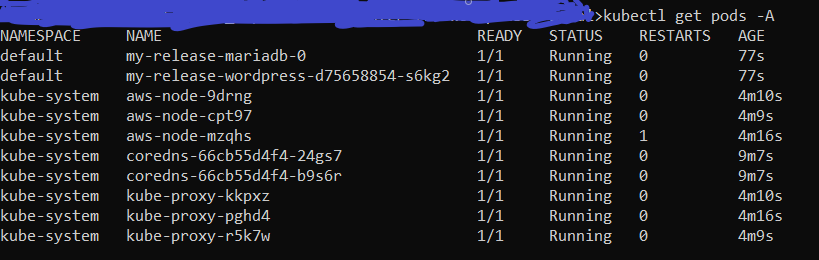 >kubectl get pods -A
NAMESPACE NAME READY STATUS RESTARTS AGE
default my-release-mariadb-0 1/1 Running 0 77s
default my-release-wordpress-d75658854-s6kg2 1/1 Running 0 77s
kube-system aws-node-9drng 1/1 Running 0 4m10s
kube-system aws-node-cpt97 1/1 Running 0 4m9s
kube-system aws-node-mzqhs 1/1 Running 1 4m16s
kube-system coredns-66cb55d4f4-24gs7 1/1 Running 0 9m7s
kube-system coredns-66cb55d4f4-b9s6r 1/1 Running 0 9m7s
kube-system kube-proxy-kkpxz 1/1 Running 0 4m10s
kube-system kube-proxy-pghd4 1/1 Running 0 4m16s
kube-system kube-proxy-r5k7w 1/1 Running 0 4m9s